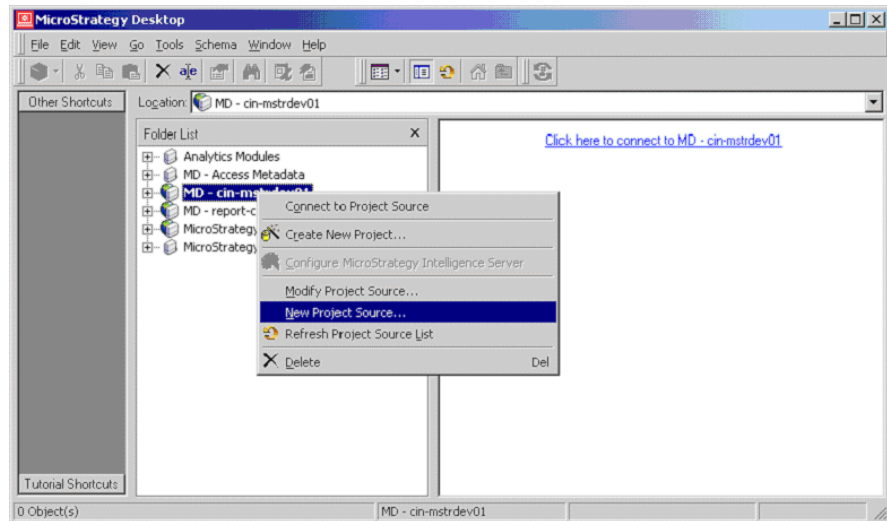 MicroStrategy Desktop
File Edit View Go Tools Schema Window Help
Other Shortcuts
Location: MD - cin-mstrdev01
Folder List
Click here to connect to MD - cin-mstrdev01
Analytics Modules
MD - Access Metadata
MD - cin-mstrdev01
MD - report-c
MicroStrategy
MicroStrategy
Connect to Project Source
Create New Project...
Configure MicroStrategy Intelligence Server
Modify Project Source...
New Project Source...
Refresh Project Source List
Delete Del
Tutorial Shortcuts
0 Object(s) MD - cin-mstrdev01